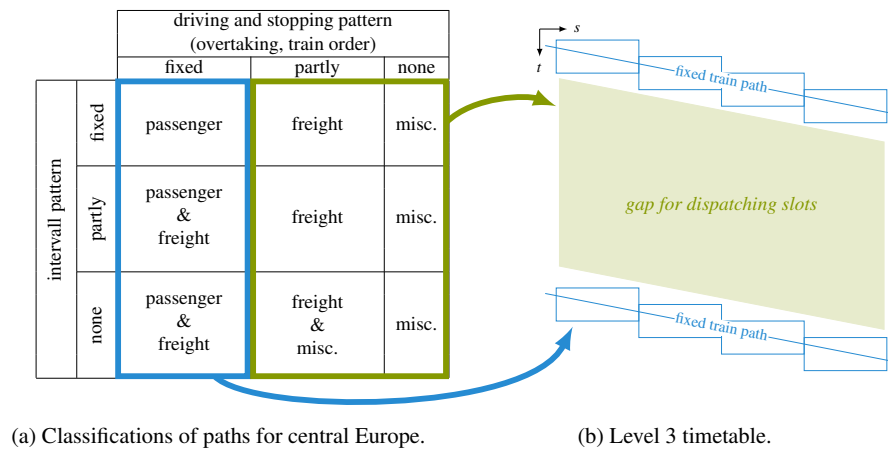 driving and stopping pattern
(overtaking, train order)
fixed partly none
intervall pattern
fixed
passenger freight misc.
partly
passenger
&
freight
freight
misc.
none
passenger
&
freight
freight
&
misc.
misc.
(a) Classifications of paths for central Europe.
s
t
fixed train path
gap for dispatching slots
fixed train path
(b) Level 3 timetable.